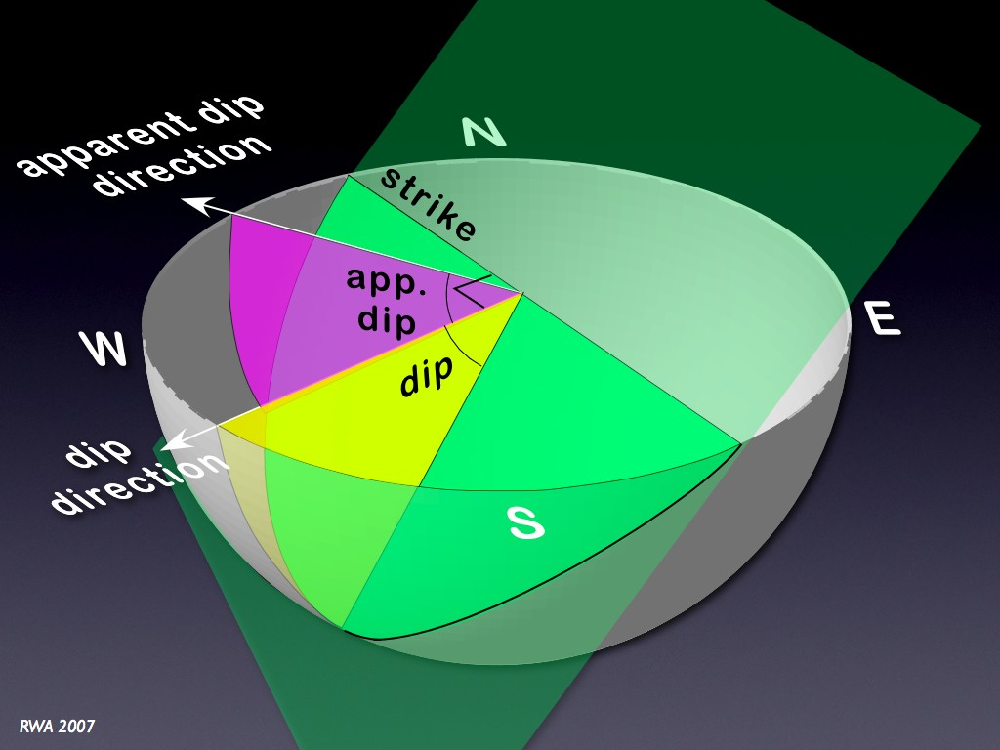 apparent dip
direction
N
strike
app.
dip
W
E
dip
dip
direction
S
RWA 2007